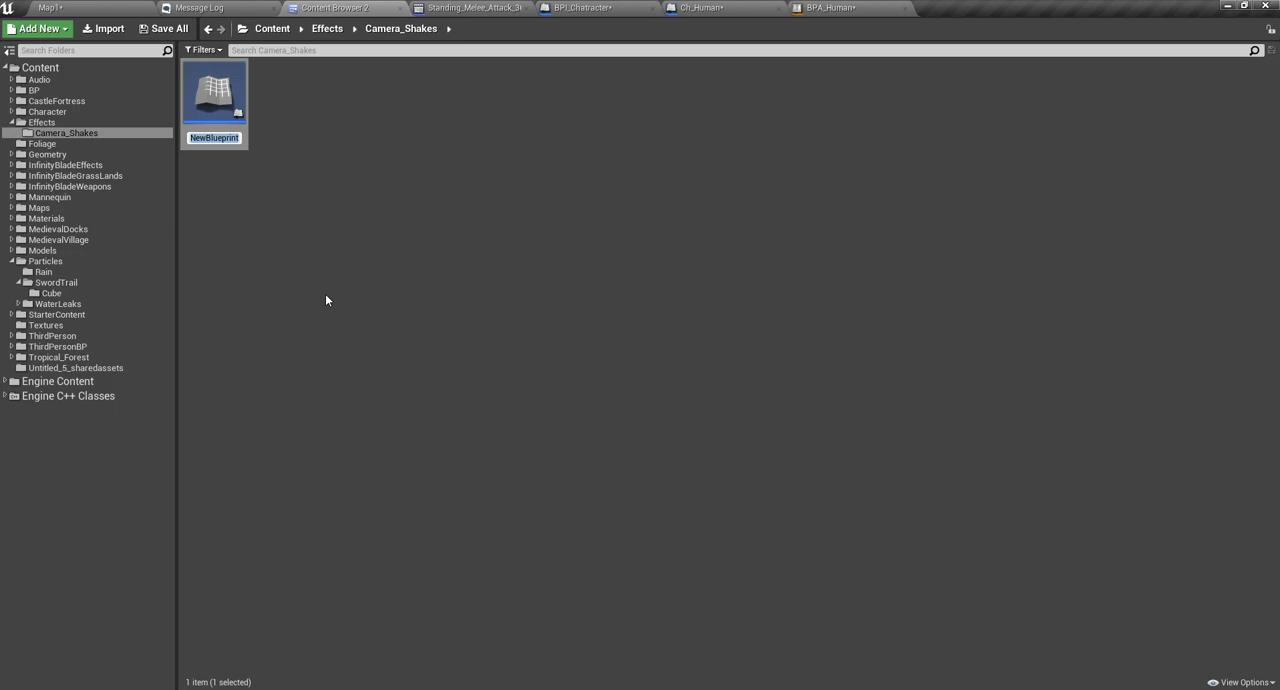 Map1*
Message Log
Content Browser 2
Standing_Melee_Attack_3
BPI_Chatracter*
Ch_Human*
BPA_Human*
Add New
Import
Save All
Content
Effects
Camera_Shakes
Search Folders
Filters
Search Camera_Shakes
Content
Audio
BP
CastleFortress
Character
Effects
Camera_Shakes
Foliage
Geometry
InfinityBladeEffects
InfinityBladeGrassLands
InfinityBladeWeapons
Mannequin
Maps
Materials
MedievalDocks
MedievalVillage
Models
Particles
Rain
SwordTrail
Cube
WaterLeaks
StarterContent
Textures
ThirdPerson
ThirdPersonBP
Tropical_Forest
Untitled_5_sharedassets
Engine Content
Engine C++ Classes
NewBlueprint
1 item (1 selected)
View Options